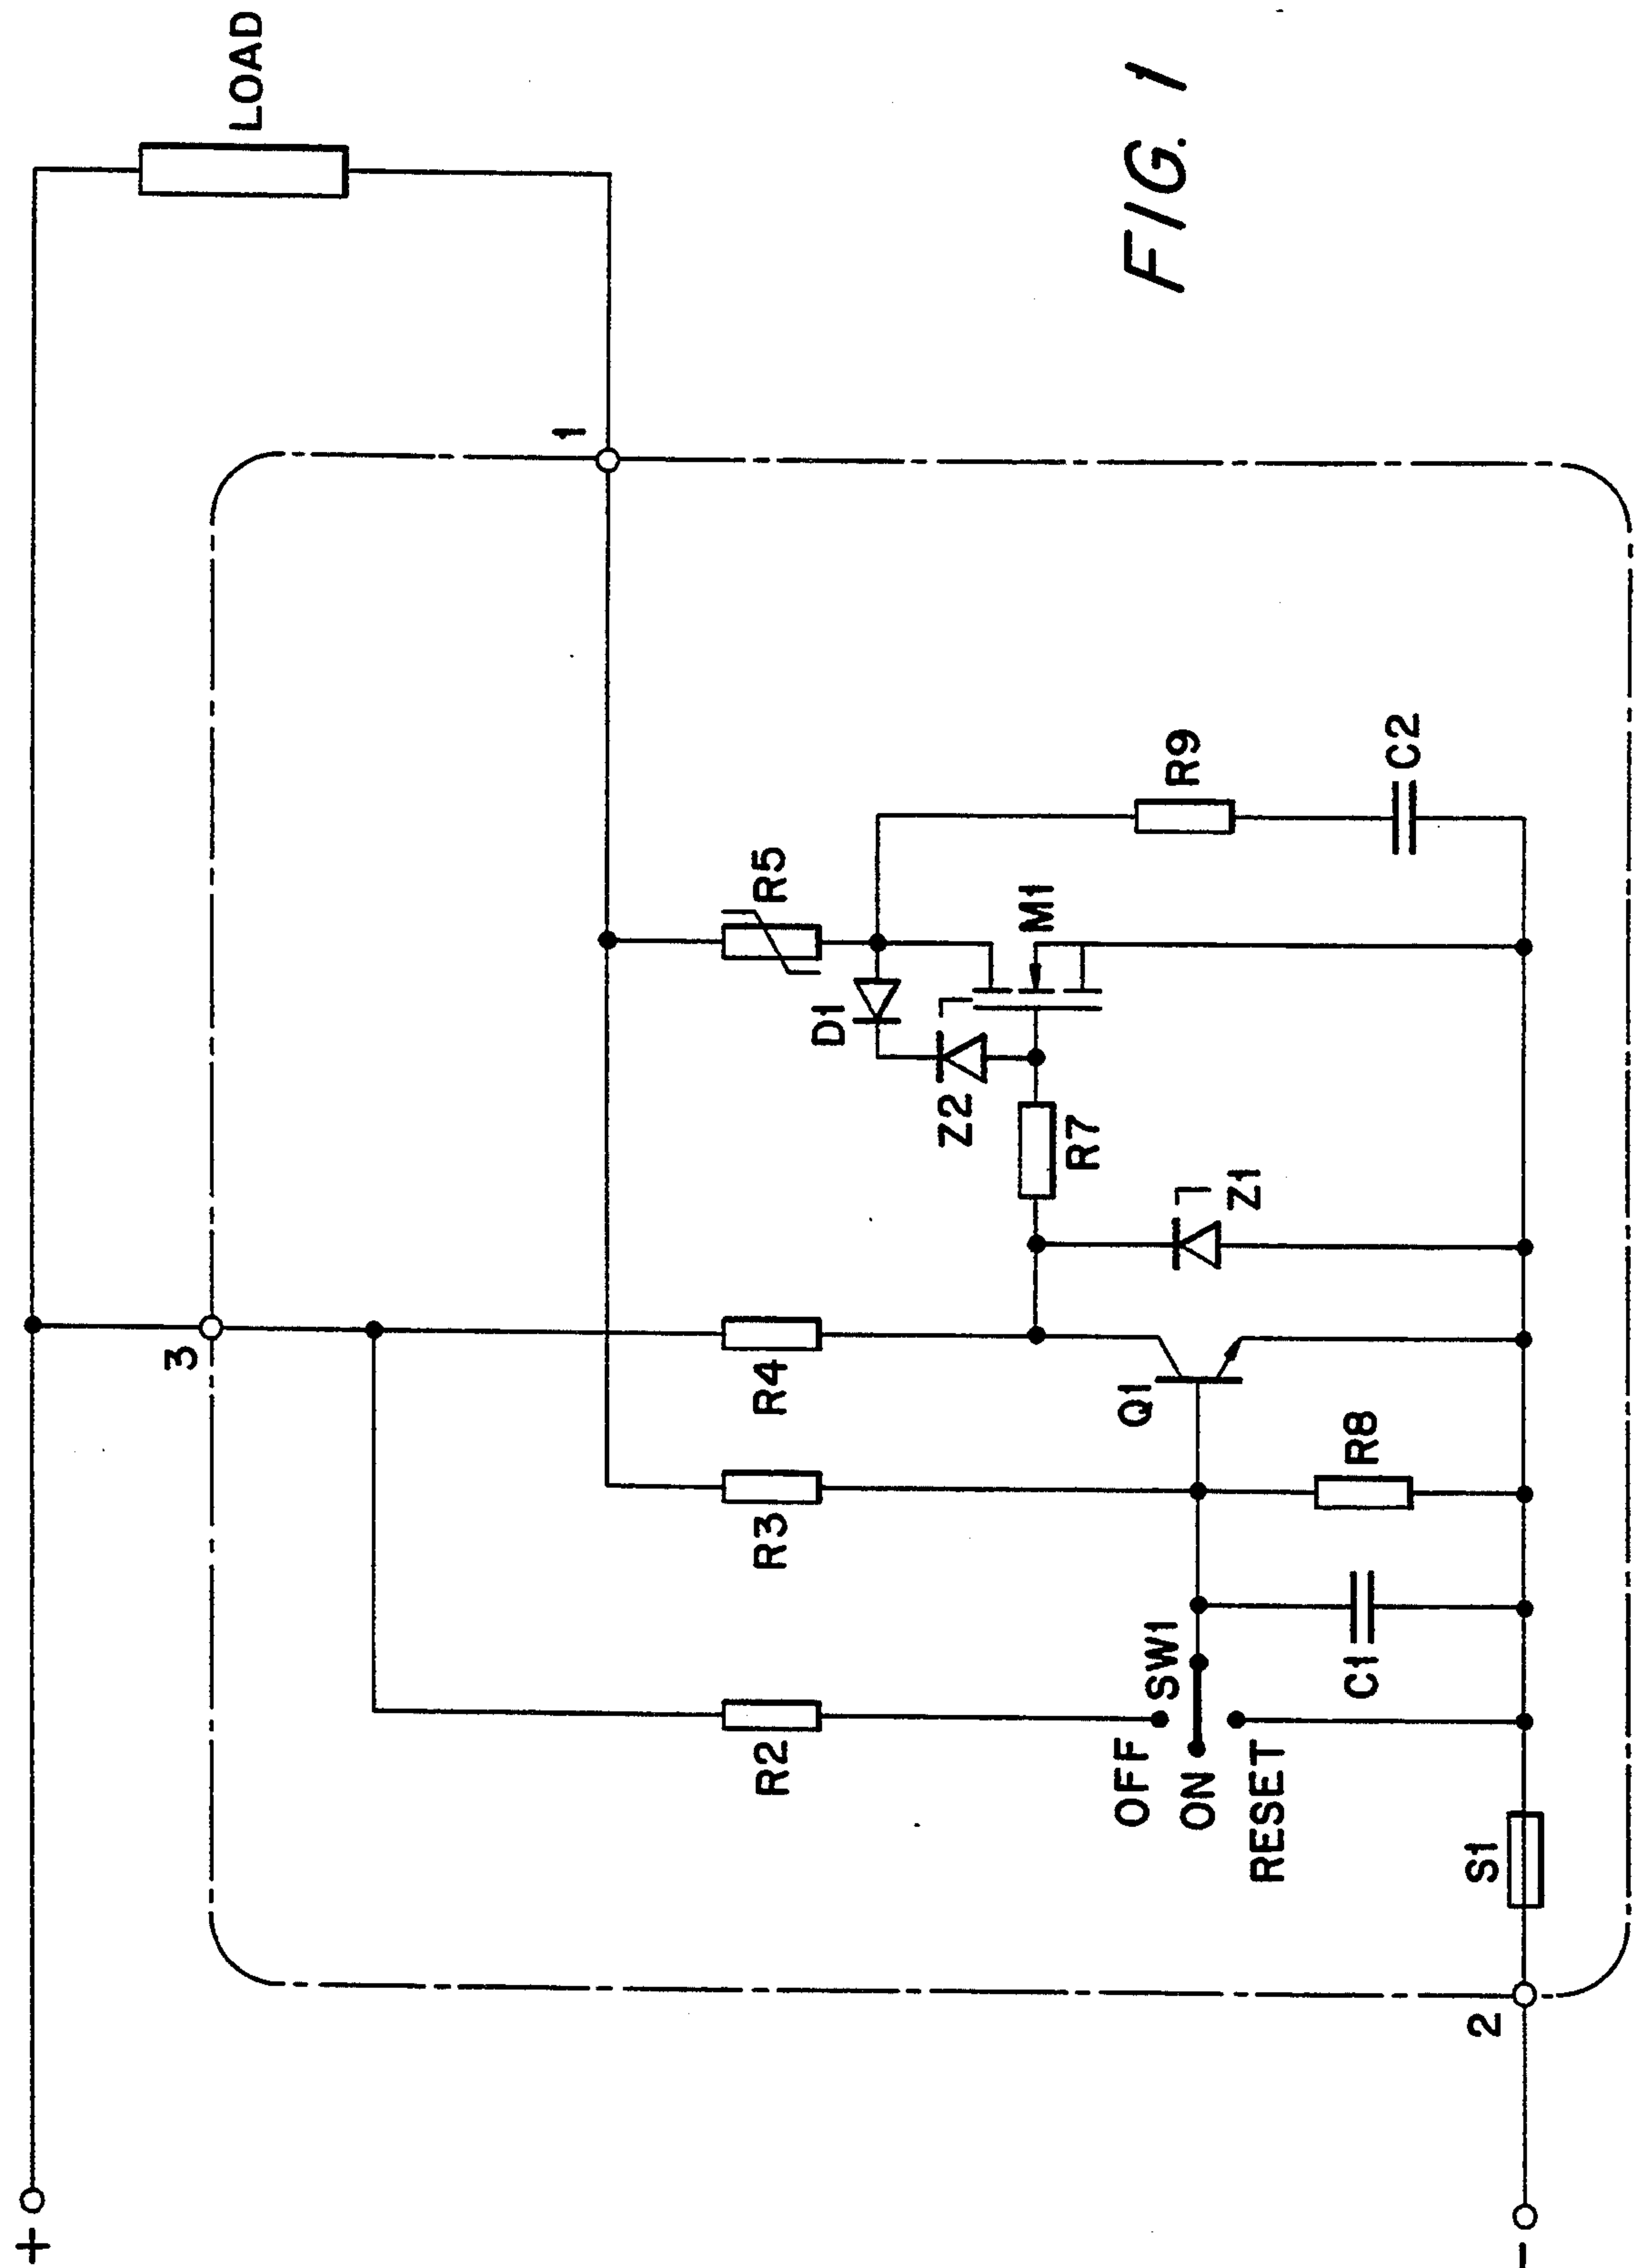 +
LOAD
3
1
R2
R3
R4
R5
D1
Z2
M1
R9
R7
C2
Z1
Q1
OFF
SW1
ON
RESET
C1
R8
S1
2
-
FIG. 1